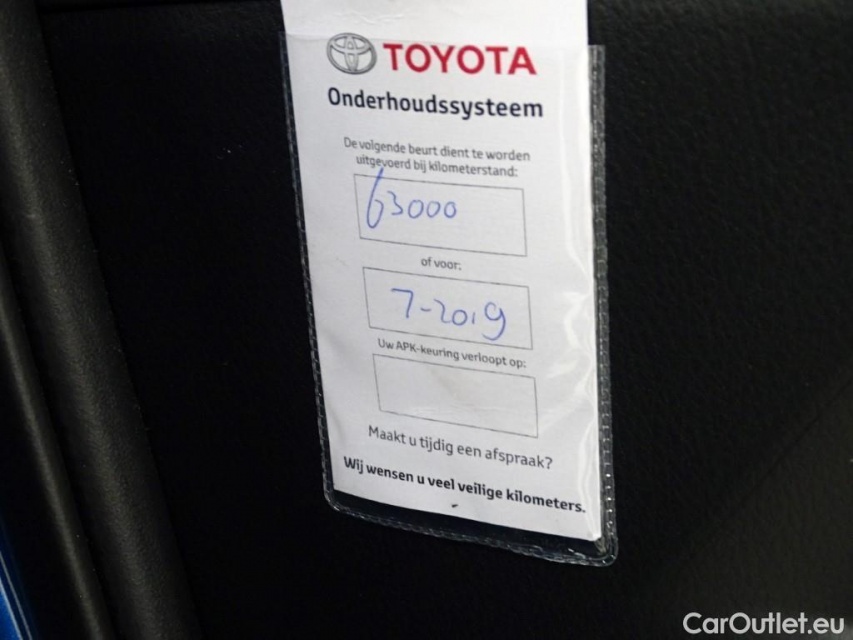 TOYOTA
Onderhoudssysteem
De volgende beurt dient te worden
uitgevoerd bij kilometerstand:
63000
of voor:
7-2019
Uw APK-keuring verloopt op:
Maakt u tijdig een afspraak?
Wij wensen u veel veilige kilometers.
CarOutlet.eu